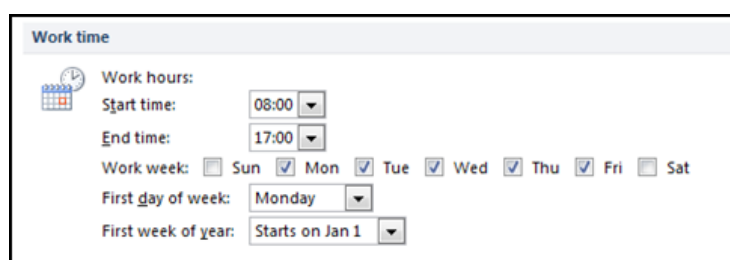 Work time
Work hours:
Start time: 08:00
End time: 17:00
Work week: Sun Mon Tue Wed Thu Fri Sat
First day of week: Monday
First week of year: Starts on Jan 1